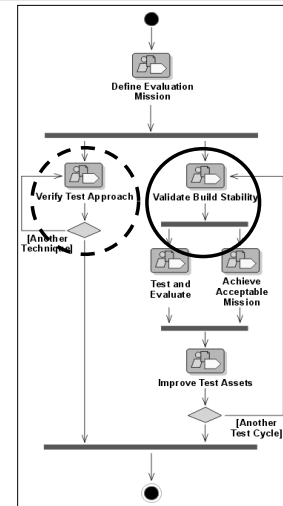 Define Evaluation
Mission
Verify Test Approach
Validate Build Stability
[Another
Technique]
Test and
Evaluate
Achieve
Acceptable
Mission
Improve Test Assets
[Another
Test Cycle]